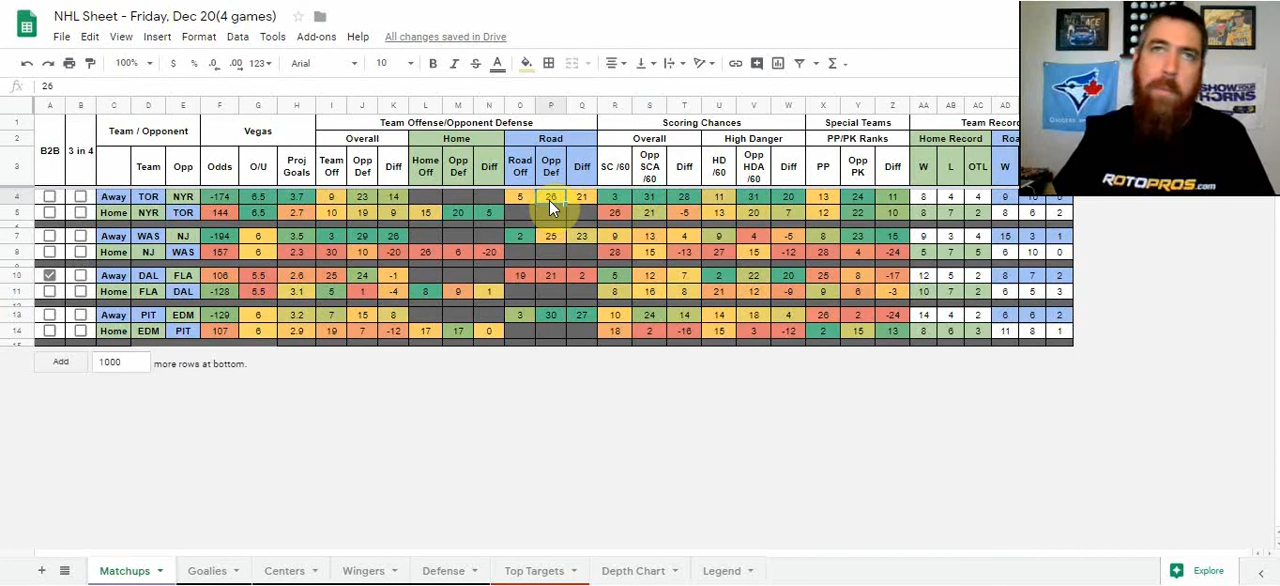 NHL Sheet - Friday, Dec 20(4 games)
File Edit View Insert Format Data Tools Add-ons Help All changes saved in Drive
100% $ % .0 .00 123 Arial 10 B I S A
26
A B C D E F G H I J K L M N O P Q R S T U V W X Y Z AA AB AC AD
1 B2B 3 in 4 Team / Opponent Vegas Team Offense/Opponent Defense Scoring Chances Special Teams Team Record
2 Overall Home Road Overall High Danger PP/PK Ranks Home Record
3 Team Opp Odds O/U Proj Goals Team Off Opp Def Diff Home Off Opp Def Diff Road Off Opp Def Diff SC /60 Opp SCA /60 Diff HD /60 Opp HDA /60 Diff PP Opp PK Diff W L OTL W
4 Away TOR NYR -174 6.5 3.7 9 23 14 5 26 21 3 31 28 11 31 20 13 24 11 8 4 4 9 10 0
5 Home NYR TOR 144 6.5 2.7 10 19 9 15 20 5 26 21 -5 13 20 7 12 22 10 8 7 2 8 6 2
7 Away WAS NJ -194 6 3.5 3 29 26 2 25 23 9 13 4 9 4 -5 8 23 15 9 3 4 15 3 1
8 Home NJ WAS 157 6 2.3 30 10 -20 26 6 -20 28 15 -13 27 15 -12 28 4 -24 5 7 5 6 10 0
10 Away DAL FLA 106 5.5 2.6 25 24 -1 19 21 2 5 12 7 2 22 20 25 8 -17 12 5 2 8 7 2
11 Home FLA DAL -128 5.5 3.1 5 1 -4 8 9 1 8 16 8 21 12 -9 9 6 -3 10 7 2 6 5 3
13 Away PIT EDM -129 6 3.2 7 15 8 3 30 27 10 24 14 14 18 4 26 2 -24 14 4 2 6 6 2
14 Home EDM PIT 107 6 2.9 19 7 -12 17 17 0 18 2 -16 15 3 -12 2 15 13 8 6 3 11 8 1
Add 1000 more rows at bottom.
Matchups Goalies Centers Wingers Defense Top Targets Depth Chart Legend Explore
ROTOPROS.com